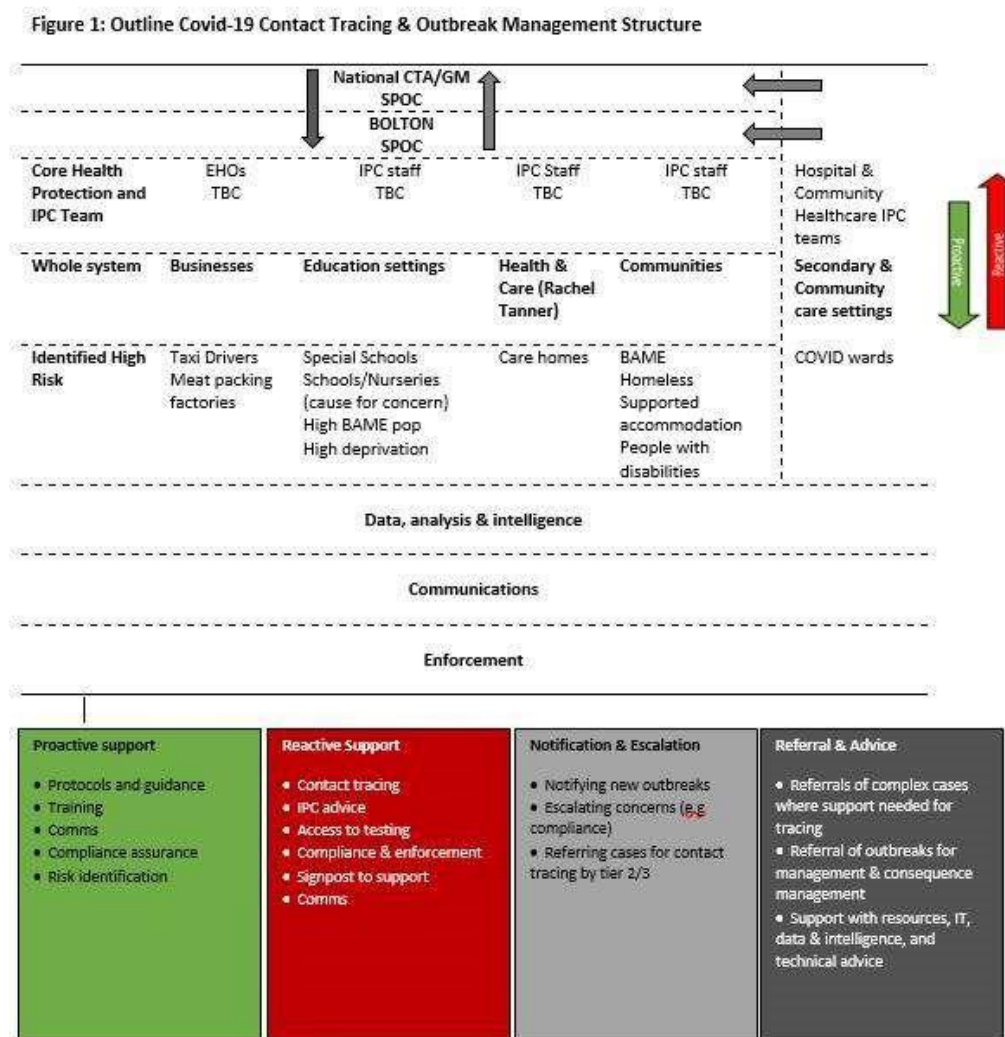 Figure 1: Outline Covid-19 Contact Tracing & Outbreak Management Structure
National CTA/GM
SPOC
BOLTON
SPOC
Core Health
Protection and
IPC Team
EHOs
TBC
IPC staff
TBC
IPC Staff
TBC
IPC staff
TBC
Hospital &
Community
Healthcare IPC
teams
Proactive
Reactive
Whole system
Businesses
Education settings
Health &
Care (Rachel
Tanner)
Communities
Secondary &
Community
care settings
Identified High
Risk
Taxi Drivers
Meat packing
factories
Special Schools
Schools/Nurseries
(cause for concern)
High BAME pop
High deprivation
Care homes
BAME
Homeless
Supported
accommodation
People with
disabilities
COVID wards
Data, analysis & intelligence
Communications
Enforcement
Proactive support
• Protocols and guidance
• Training
• Comms
• Compliance assurance
• Risk identification
Reactive Support
• Contact tracing
• IPC advice
• Access to testing
• Compliance & enforcement
• Signpost to support
• Comms
Notification & Escalation
• Notifying new outbreaks
• Escalating concerns (e.g
compliance)
• Referring cases for contact
tracing by tier 2/3
Referral & Advice
• Referrals of complex cases
where support needed for
tracing
• Referral of outbreaks for
management & consequence
management
• Support with resources, IT,
data & intelligence, and
technical advice